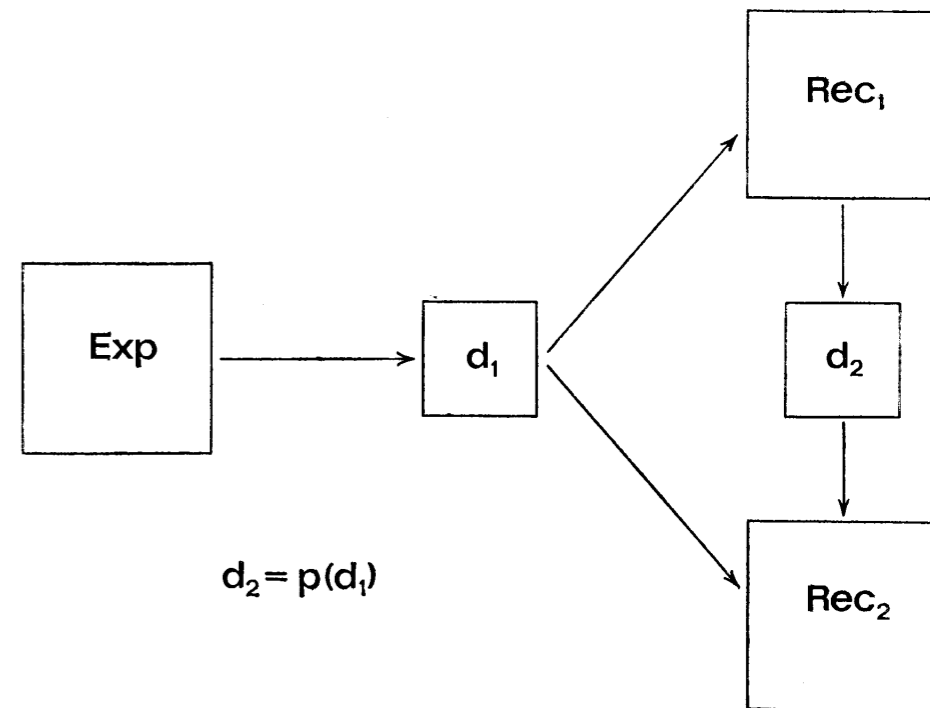 Rec₁
Exp
d₁
d₂
d₂ = p(d₁)
Rec₂